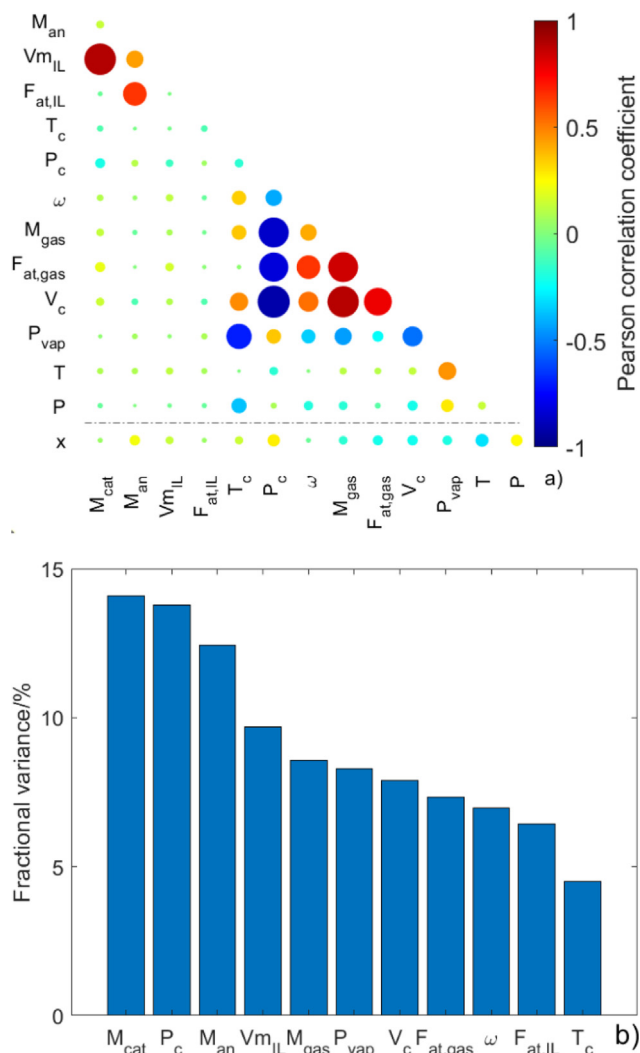 M_an
Vm_IL
F_at,IL
T_c
P_c
ω
M_gas
F_at,gas
V_c
P_vap
T
P
x
M_cat M_an Vm_IL F_at,IL T_c P_c ω M_gas F_at,gas V_c P_vap T P
1
0.5
0
-0.5
-1
Pearson correlation coefficient
a)
15
10
5
0
Fractional variance/%
M_cat P_c M_an Vm_IL M_gas P_vap V_c F_at,gas ω F_at,IL T_c
b)